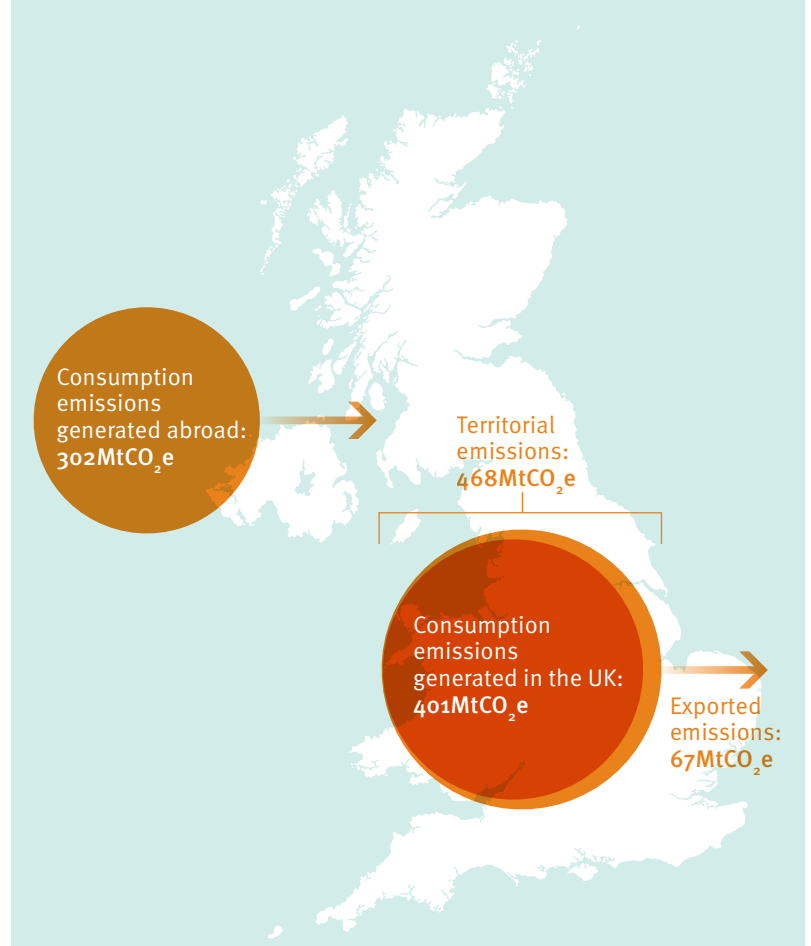 Consumption
emissions
generated abroad:
302MtCO₂e
Territorial
emissions:
468MtCO₂e
Consumption
emissions
generated in the UK:
401MtCO₂e
Exported
emissions:
67MtCO₂e